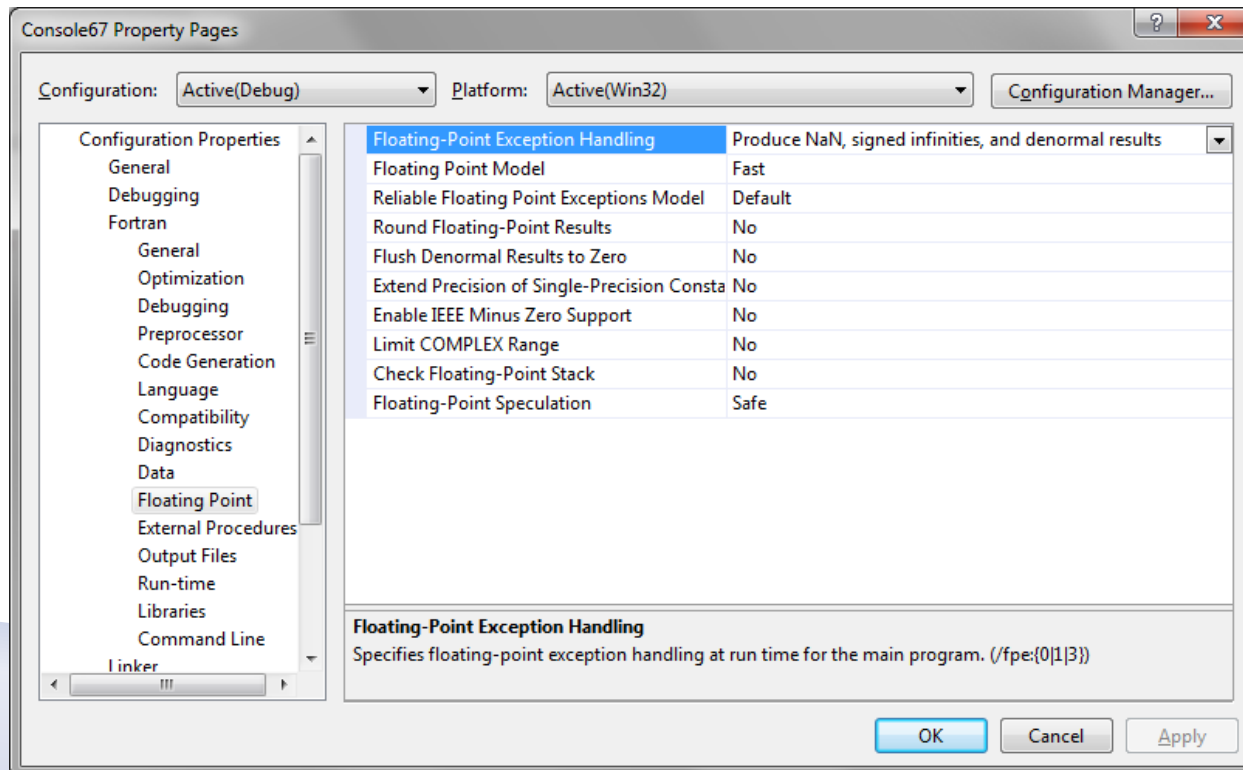 Console67 Property Pages
Configuration: Active(Debug) Platform: Active(Win32) Configuration Manager...
Configuration Properties
General
Debugging
Fortran
General
Optimization
Debugging
Preprocessor
Code Generation
Language
Compatibility
Diagnostics
Data
Floating Point
External Procedures
Output Files
Run-time
Libraries
Command Line
Linker
Floating-Point Exception Handling Produce NaN, signed infinities, and denormal results
Floating Point Model Fast
Reliable Floating Point Exceptions Model Default
Round Floating-Point Results No
Flush Denormal Results to Zero No
Extend Precision of Single-Precision Consta No
Enable IEEE Minus Zero Support No
Limit COMPLEX Range No
Check Floating-Point Stack No
Floating-Point Speculation Safe
Floating-Point Exception Handling
Specifies floating-point exception handling at run time for the main program. (/fpe:{0|1|3})
OK Cancel Apply